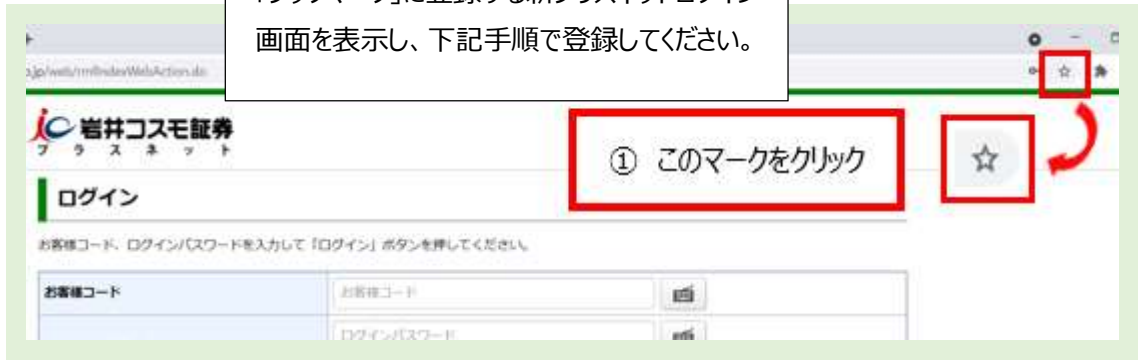 画面を表示し、下記手順で登録してください。
岩井コスモ証券
プラスネット
① このマークをクリック
ログイン
お客様コード、ログインパスワードを入力して「ログイン」ボタンを押してください。
お客様コード
お客様コード
ログインパスワード